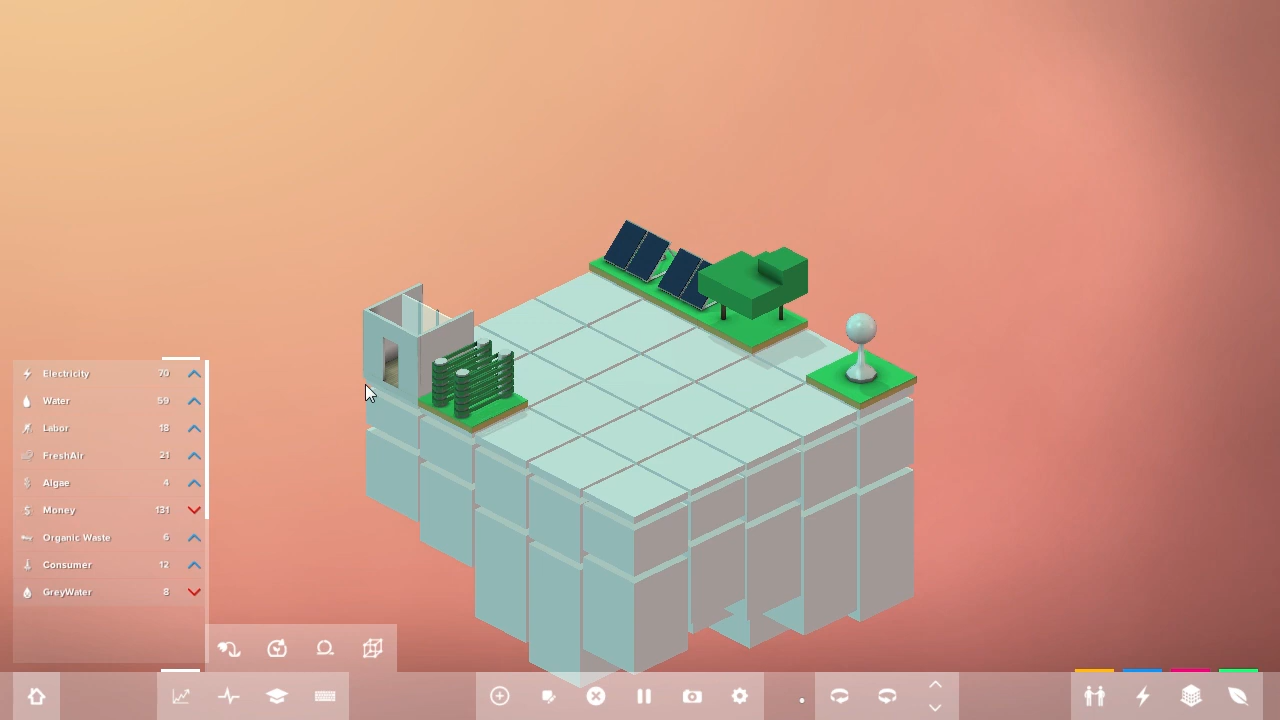 Electricity 70
Water 59
Labor 18
FreshAir 21
Algae 4
$ Money 131
Organic Waste 6
Consumer 12
GreyWater 8